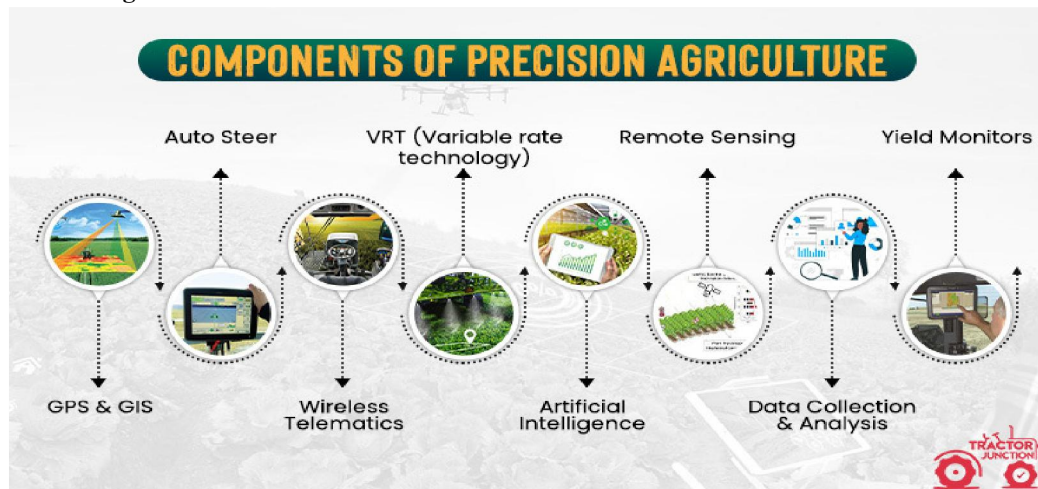 COMPONENTS OF PRECISION AGRICULTURE
Auto Steer
VRT (Variable rate
technology)
Remote Sensing
Yield Monitors
GPS & GIS
Wireless
Telematics
Artificial
Intelligence
Data Collection
& Analysis
TRACTOR
JUNCTION